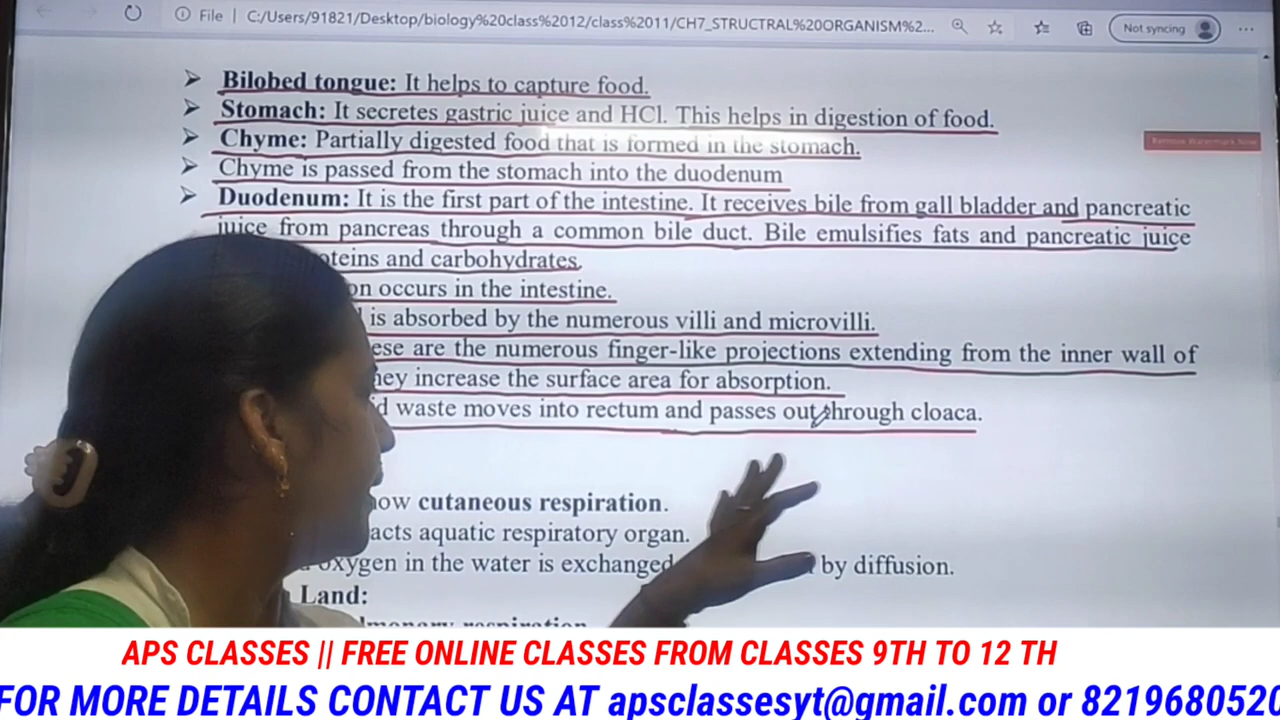 File | C:/Users/91821/Desktop/biology%20class%2012/class%2011/CH7_STRUCTRAL%20ORGANISM%2... Not syncing
➢ Bilobed tongue: It helps to capture food.
➢ Stomach: It secretes gastric juice and HCl. This helps in digestion of food.
➢ Chyme: Partially digested food that is formed in the stomach.
Remove Watermark Now
➢ Chyme is passed from the stomach into the duodenum
➢ Duodenum: It is the first part of the intestine. It receives bile from gall bladder and pancreatic
juice from pancreas through a common bile duct. Bile emulsifies fats and pancreatic juice
and carbohydrates.
occurs in the intestine.
is absorbed by the numerous villi and microvilli.
are the numerous finger-like projections extending from the inner wall of
increase the surface area for absorption.
waste moves into rectum and passes out through cloaca.
cutaneous respiration.
acts aquatic respiratory organ.
oxygen in the water is exchanged by diffusion.
Land:
respiration
APS CLASSES || FREE ONLINE CLASSES FROM CLASSES 9TH TO 12 TH
FOR MORE DETAILS CONTACT US AT apsclassesyt@gmail.com or 8219680520